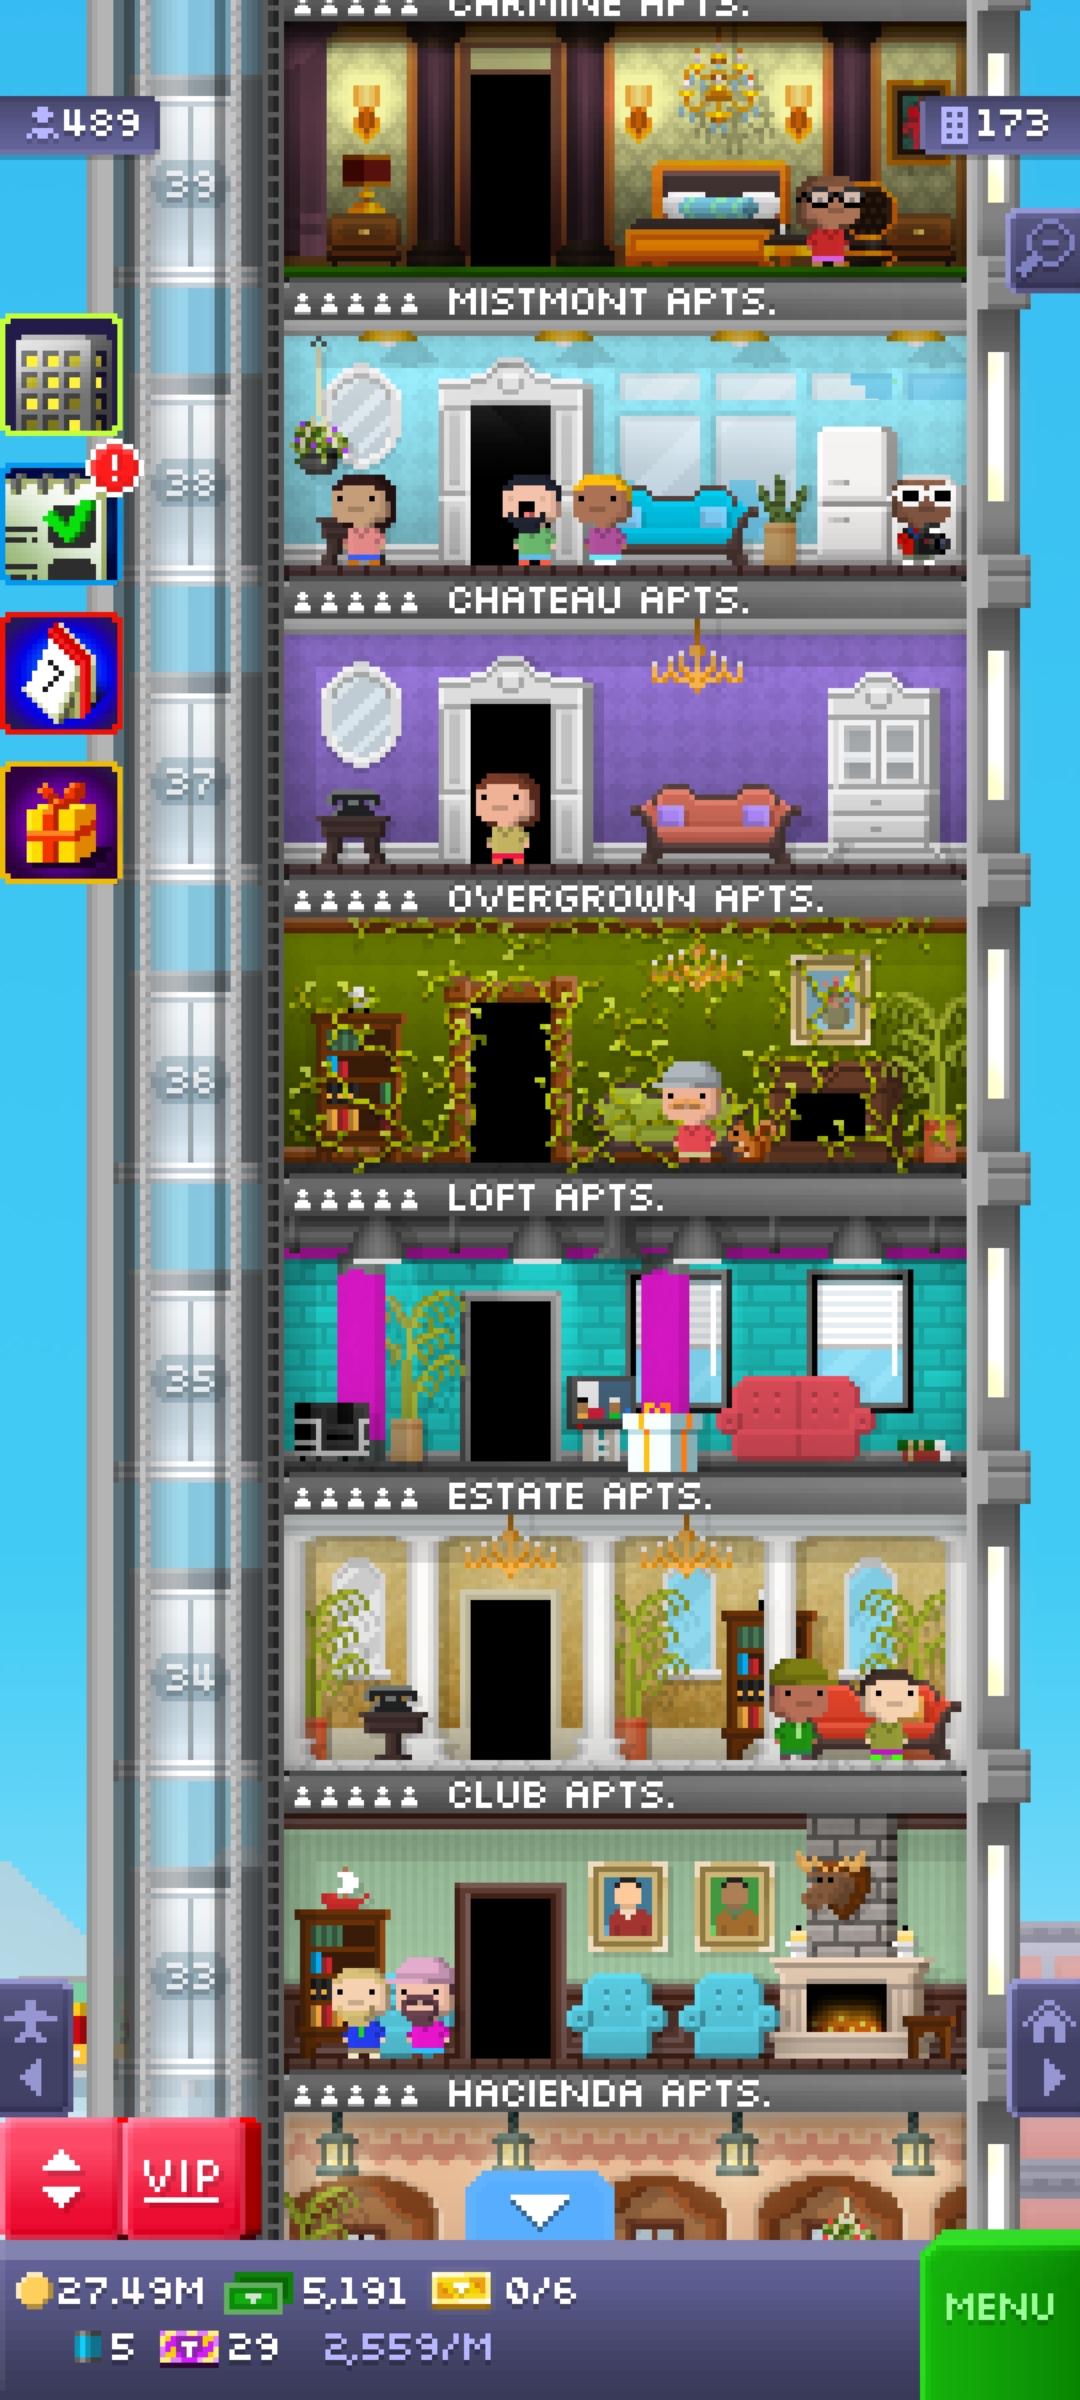 CARMINE APTS.
489
173
39
MISTMONT APTS.
38
CHATEAU APTS.
37
OVERGROWN APTS.
36
LOFT APTS.
35
ESTATE APTS.
34
CLUB APTS.
33
HACIENDA APTS.
VIP
27.49M 5,191 0/6
MENU
5 29 2,559/M